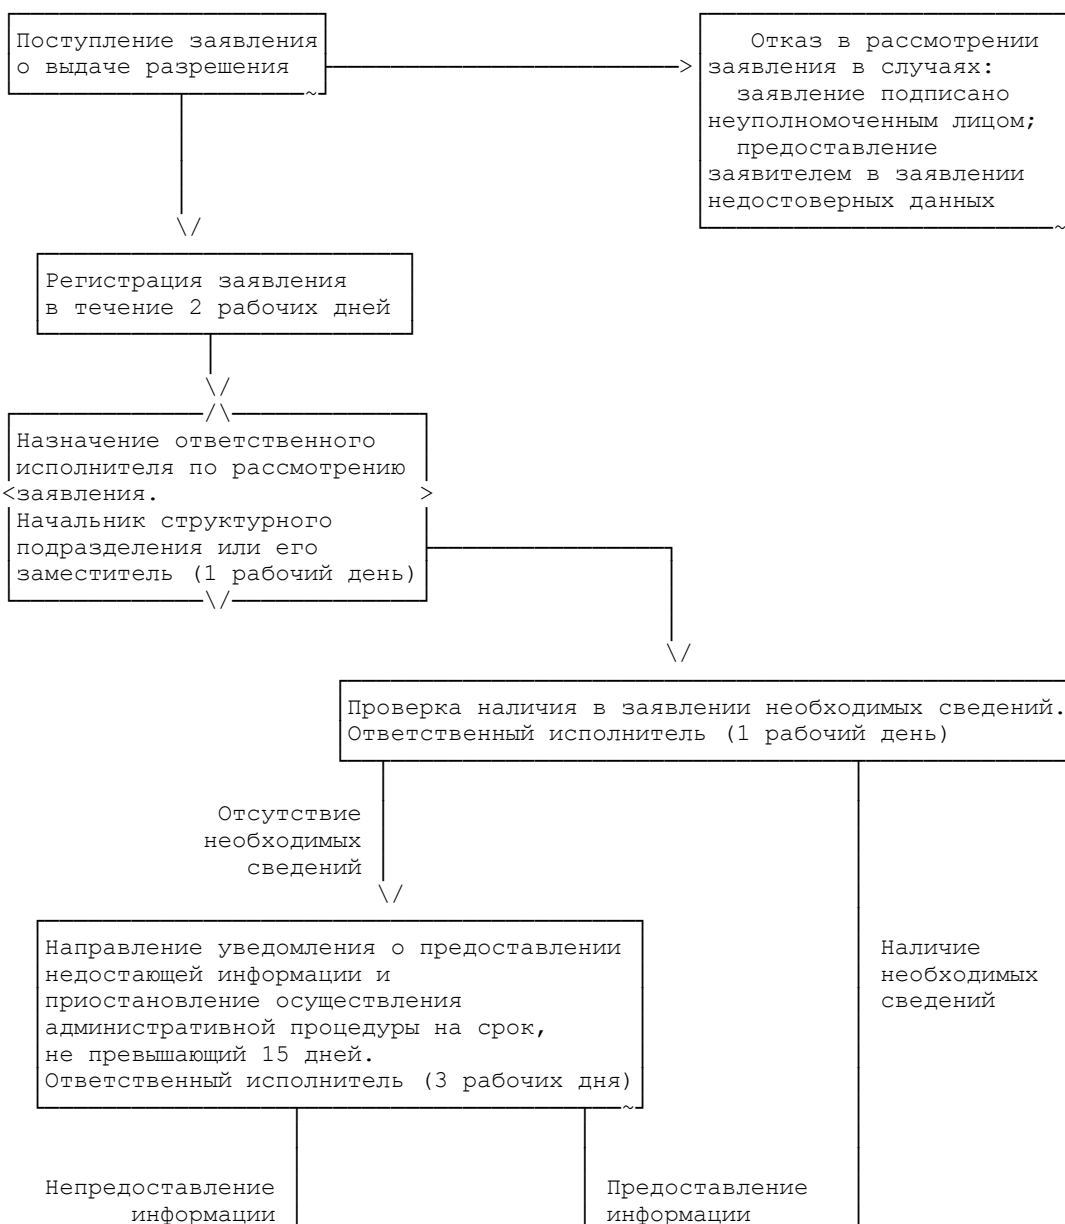 Поступление заявления
о выдаче разрешения
Отказ в рассмотрении
заявления в случаях:
заявление подписано
неуполномоченным лицом;
предоставление
заявителем в заявлении
недостоверных данных
Регистрация заявления
в течение 2 рабочих дней
Назначение ответственного
исполнителя по рассмотрению
заявления.
Начальник структурного
подразделения или его
заместитель (1 рабочий день)
Проверка наличия в заявлении необходимых сведений.
Ответственный исполнитель (1 рабочий день)
Отсутствие
необходимых
сведений
Направление уведомления о предоставлении
недостающей информации и
приостановление осуществления
административной процедуры на срок,
не превышающий 15 дней.
Ответственный исполнитель (3 рабочих дня)
Наличие
необходимых
сведений
Непредоставление
информации
Предоставление
информации